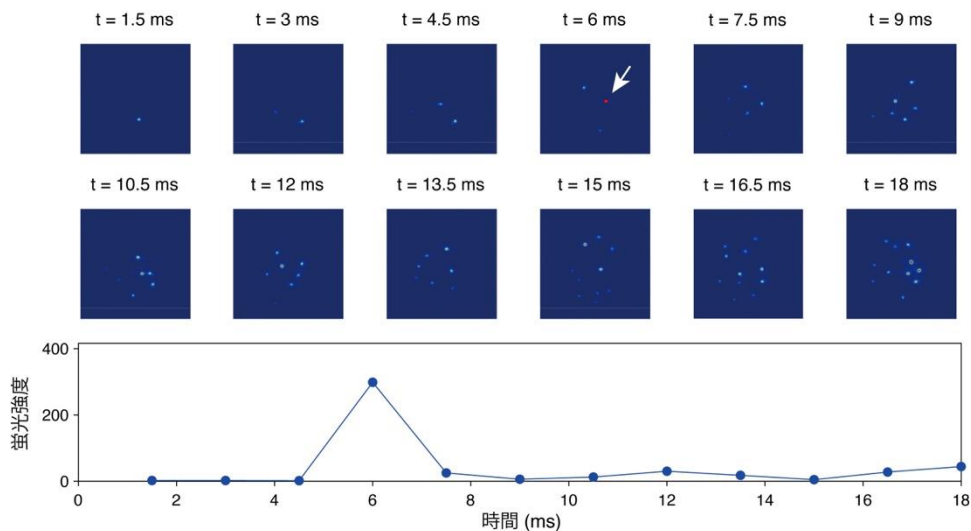 t = 1.5 ms t = 3 ms t = 4.5 ms t = 6 ms t = 7.5 ms t = 9 ms
t = 10.5 ms t = 12 ms t = 13.5 ms t = 15 ms t = 16.5 ms t = 18 ms
400
200
0
蛍光強度
0 2 4 6 8 10 12 14 16 18
時間 (ms)